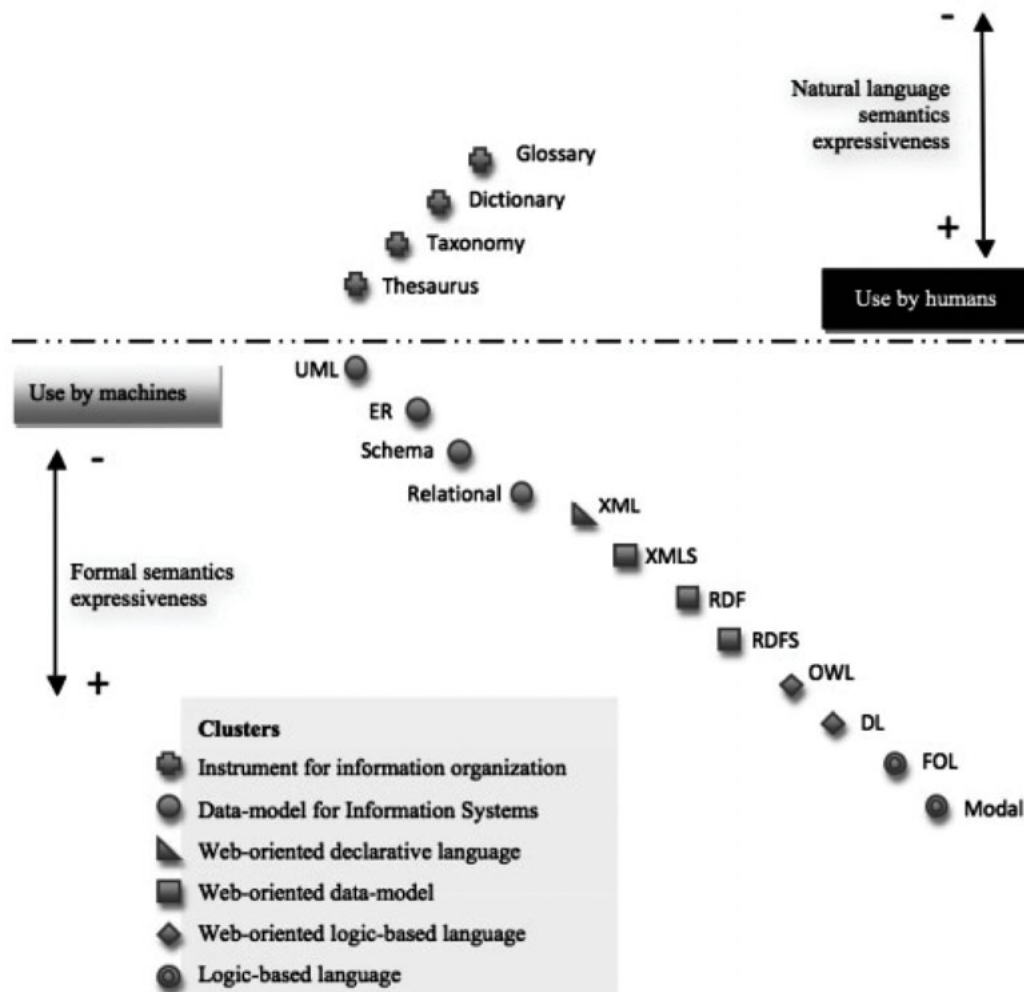 -
Natural language
semantics
expressiveness
+
Use by humans
Glossary
Dictionary
Taxonomy
Thesaurus
UML
Use by machines
ER
Schema
Relational
-
Formal semantics
expressiveness
+
XML
XMLS
RDF
RDFS
OWL
DL
FOL
Modal
Clusters
Instrument for information organization
Data-model for Information Systems
Web-oriented declarative language
Web-oriented data-model
Web-oriented logic-based language
Logic-based language